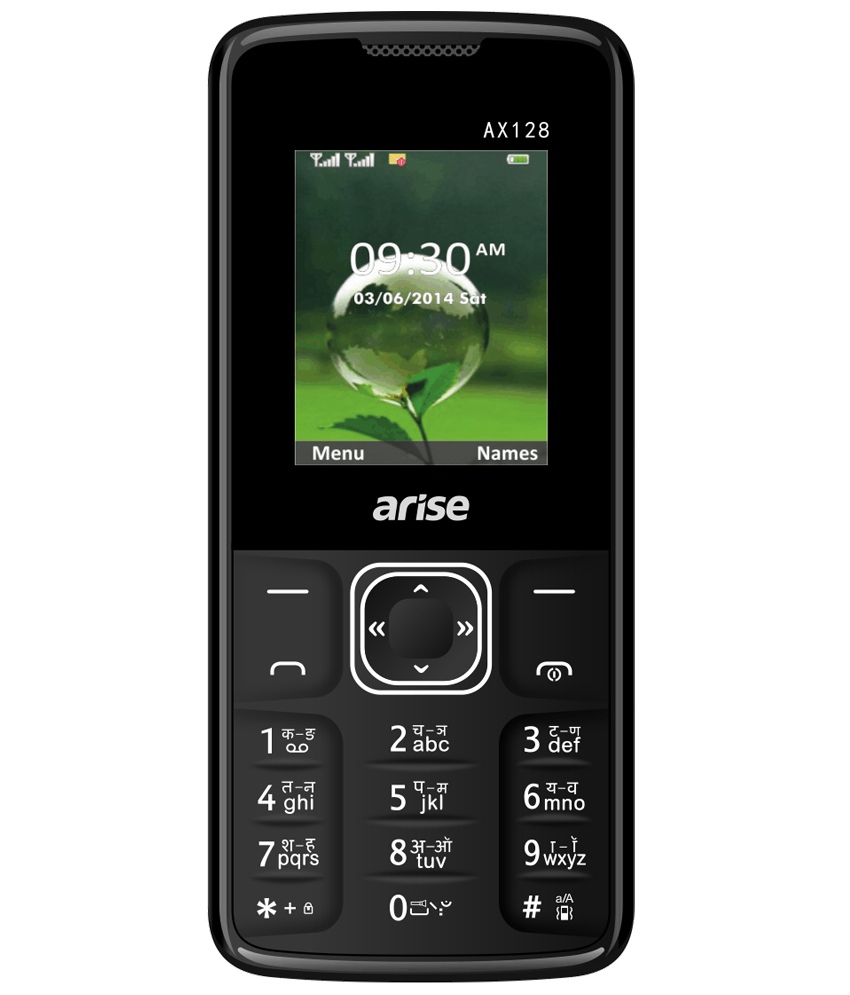 AX128
09:30 AM
03/06/2014 Sat
Menu Names
arise
1 क-ङ
2 च-ञ abc
3 ट-ण def
4 त-न ghi
5 प-म jkl
6 य-व mno
7 श-ह pqrs
8 अ-ऑ tuv
9 ा-ॉ wxyz
* +
0
# a/A